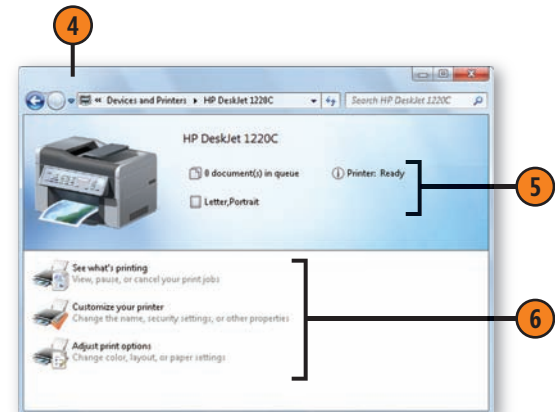 4
« Devices and Printers ▸ HP DeskJet 1220C
Search HP DeskJet 1220C
HP DeskJet 1220C
0 document(s) in queue
Printer: Ready
Letter,Portrait
5
See what's printing
View, pause, or cancel your print jobs
Customize your printer
Change the name, security settings, or other properties
6
Adjust print options
Change color, layout, or paper settings